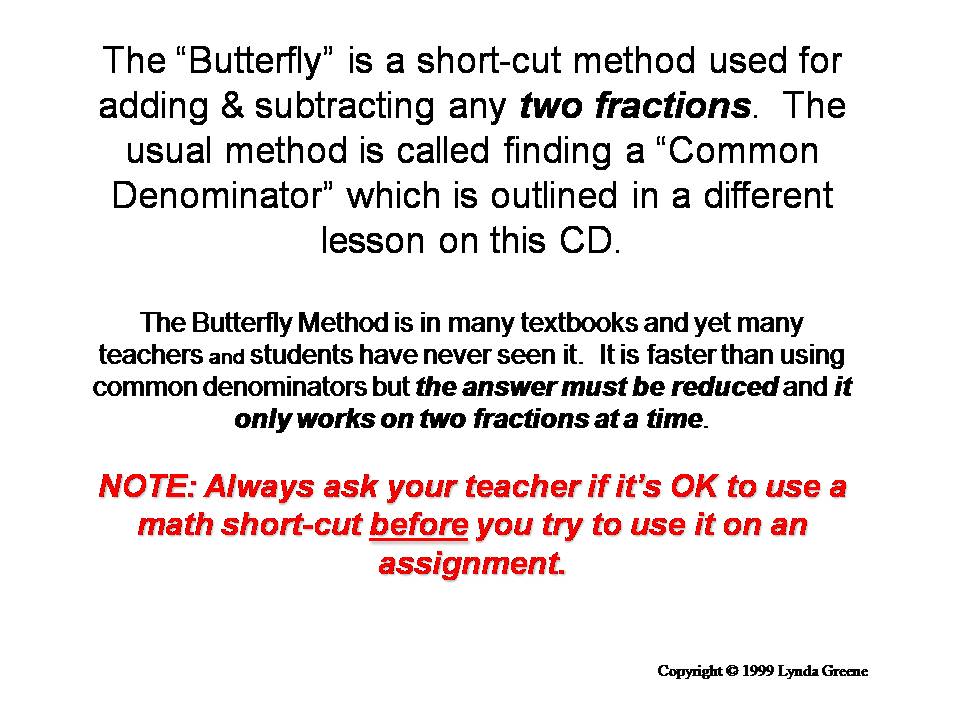 The “Butterfly” is a short-cut method used for
adding & subtracting any two fractions.  The
usual method is called finding a “Common
Denominator” which is outlined in a different
lesson on this CD.
The Butterfly Method is in many textbooks and yet many
teachers and students have never seen it.  It is faster than using
common denominators but the answer must be reduced and it
only works on two fractions at a time.
NOTE: Always ask your teacher if it’s OK to use a
math short-cut before you try to use it on an
assignment.
Copyright © 1999 Lynda Greene